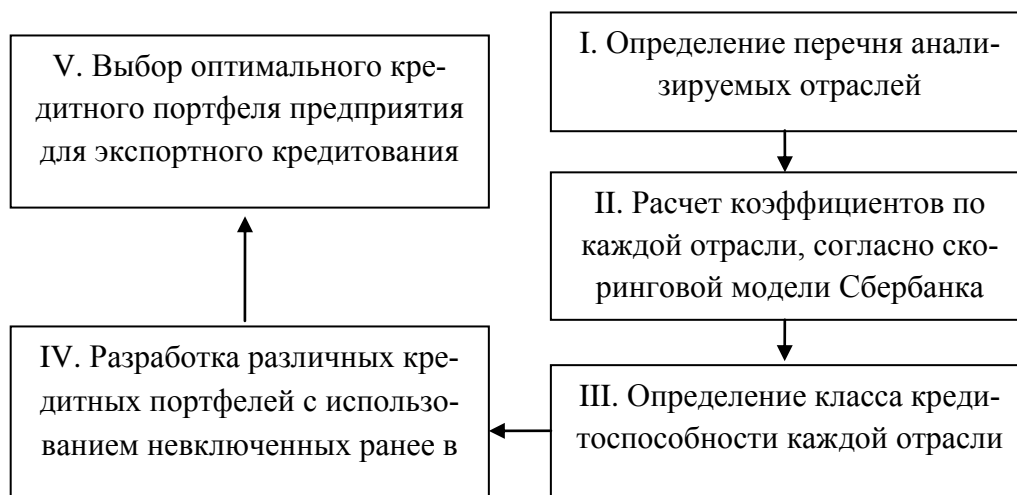 I. Определение перечня анали-
зируемых отраслей
II. Расчет коэффициентов по
каждой отрасли, согласно ско-
ринговой модели Сбербанка
III. Определение класса креди-
тоспособности каждой отрасли
IV. Разработка различных кре-
дитных портфелей с использо-
ванием невключенных ранее в
V. Выбор оптимального кре-
дитного портфеля предприятия
для экспортного кредитования